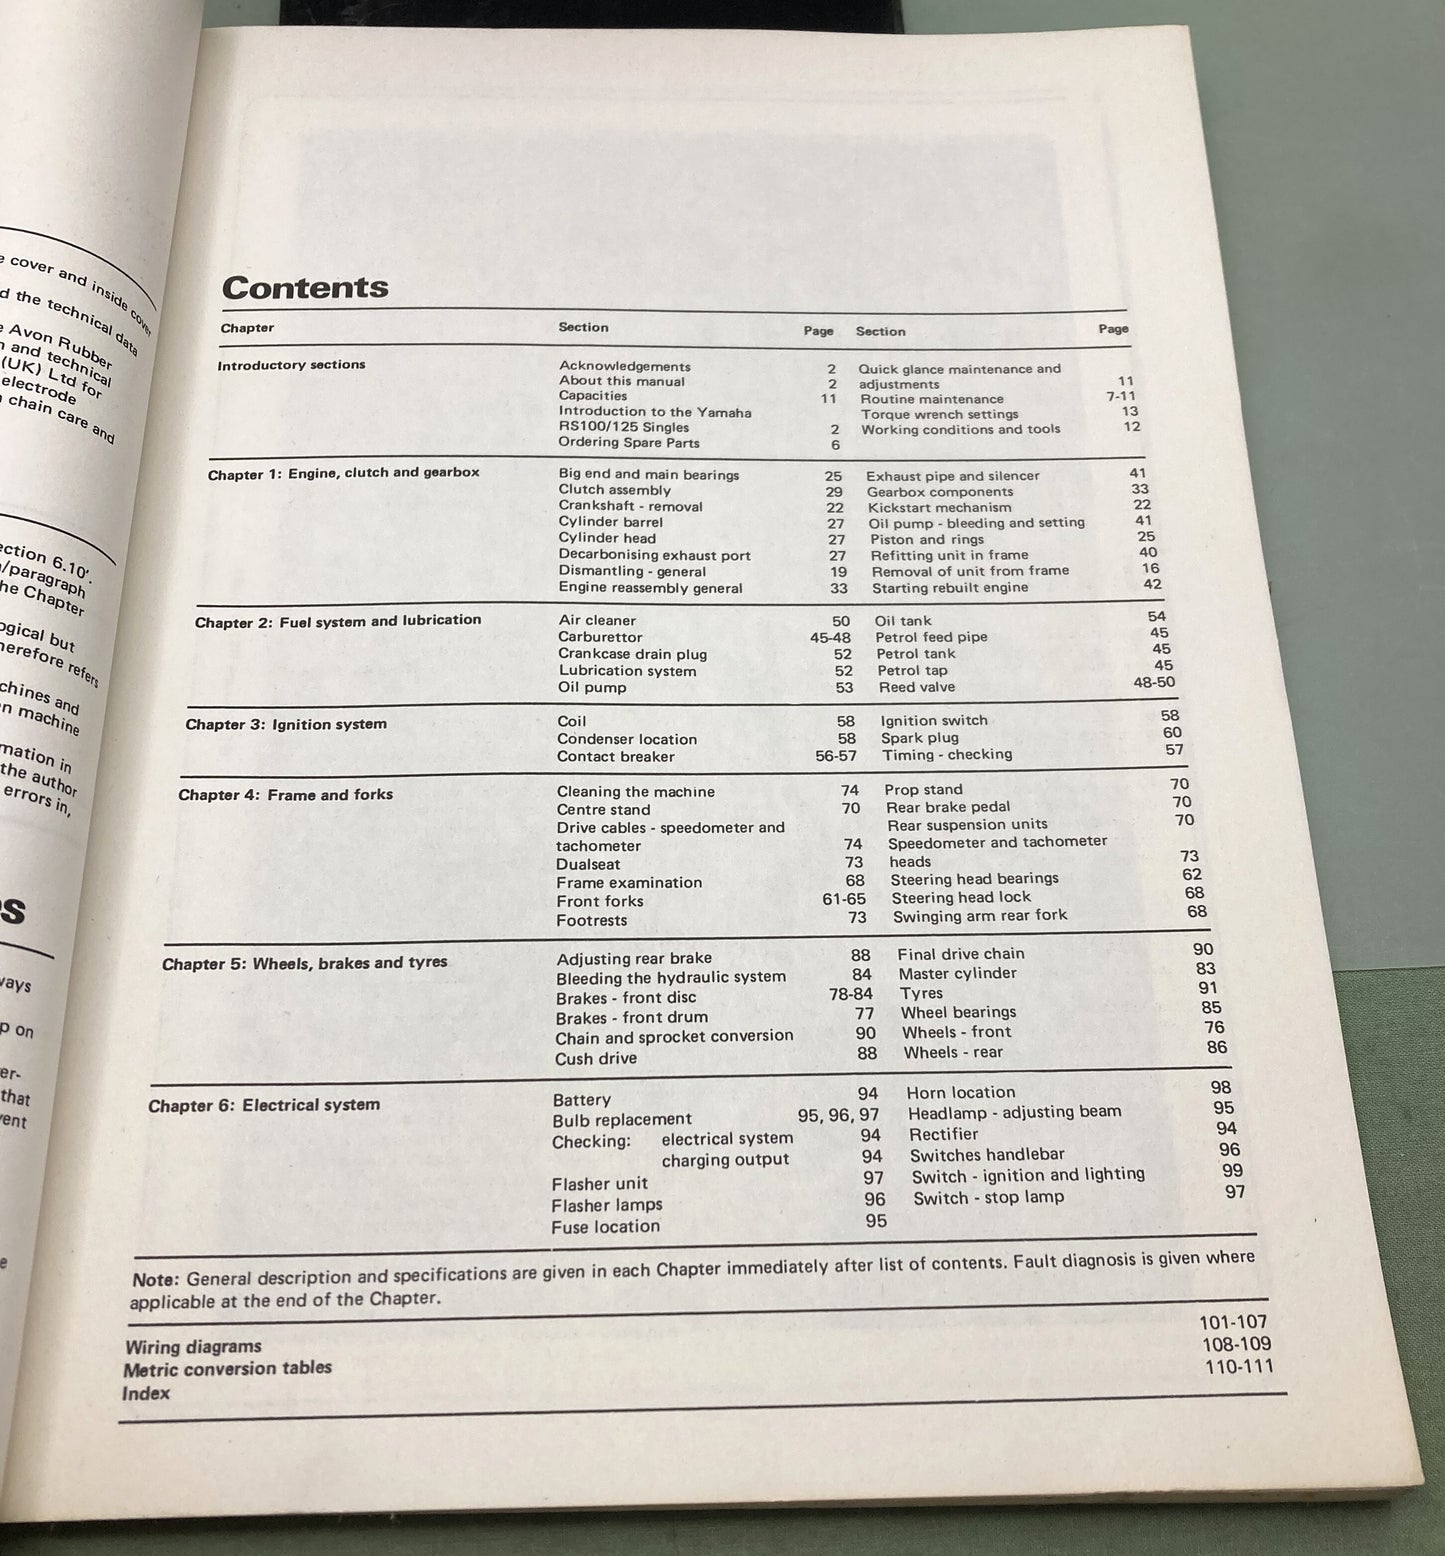 e cover and inside cover
d the technical data
e Avon Rubber
n and technical
(UK) Ltd for
electrode
chain care and
ection 6.10'.
/paragraph
he Chapter
ogical but
herefore refers
chines and
n machine
mation in
the author
errors in,
s
ways
p on
er-
that
vent
e
Contents
Chapter Section Page Section Page
Introductory sections Acknowledgements 2 Quick glance maintenance and
About this manual 2 adjustments 11
Capacities 11 Routine maintenance 7-11
Introduction to the Yamaha Torque wrench settings 13
RS100/125 Singles 2 Working conditions and tools 12
Ordering Spare Parts 6
Chapter 1: Engine, clutch and gearbox Big end and main bearings 25 Exhaust pipe and silencer 41
Clutch assembly 29 Gearbox components 33
Crankshaft - removal 22 Kickstart mechanism 22
Cylinder barrel 27 Oil pump - bleeding and setting 41
Cylinder head 27 Piston and rings 25
Decarbonising exhaust port 27 Refitting unit in frame 40
Dismantling - general 19 Removal of unit from frame 16
Engine reassembly general 33 Starting rebuilt engine 42
Chapter 2: Fuel system and lubrication Air cleaner 50 Oil tank 54
Carburettor 45-48 Petrol feed pipe 45
Crankcase drain plug 52 Petrol tank 45
Lubrication system 52 Petrol tap 45
Oil pump 53 Reed valve 48-50
Chapter 3: Ignition system Coil 58 Ignition switch 58
Condenser location 58 Spark plug 60
Contact breaker 56-57 Timing - checking 57
Chapter 4: Frame and forks Cleaning the machine 74 Prop stand 70
Centre stand 70 Rear brake pedal 70
Drive cables - speedometer and Rear suspension units 70
tachometer 74 Speedometer and tachometer
Dualseat 73 heads 73
Frame examination 68 Steering head bearings 62
Front forks 61-65 Steering head lock 68
Footrests 73 Swinging arm rear fork 68
Chapter 5: Wheels, brakes and tyres Adjusting rear brake 88 Final drive chain 90
Bleeding the hydraulic system 84 Master cylinder 83
Brakes - front disc 78-84 Tyres 91
Brakes - front drum 77 Wheel bearings 85
Chain and sprocket conversion 90 Wheels - front 76
Cush drive 88 Wheels - rear 86
Chapter 6: Electrical system Battery 94 Horn location 98
Bulb replacement 95, 96, 97 Headlamp - adjusting beam 95
Checking: electrical system 94 Rectifier 94
charging output 94 Switches handlebar 96
Flasher unit 97 Switch - ignition and lighting 99
Flasher lamps 96 Switch - stop lamp 97
Fuse location 95
Note: General description and specifications are given in each Chapter immediately after list of contents. Fault diagnosis is given where
applicable at the end of the Chapter.
Wiring diagrams 101-107
Metric conversion tables 108-109
Index 110-111